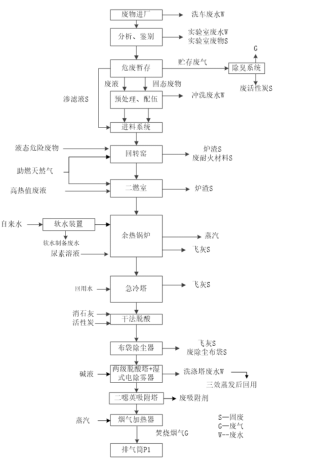 废物进厂
洗车废水W
分析、鉴别
实验室废水W
实验室废物S
G
危废暂存
贮存废气
除臭系统
废液
固态废物
废活性炭S
渗滤液S
预处理、配伍
冲洗废水W
进料系统
液态危险废物
回转窑
炉渣S
废耐火材料S
助燃天然气
高热值废液
二燃室
炉渣S
自来水
软水装置
余热锅炉
蒸汽
软水制备废水
飞灰S
尿素溶液
回用水
急冷塔
飞灰S
消石灰
活性炭
干法脱酸
布袋除尘器
飞灰S
废除尘布袋S
碱液
两级脱酸塔+湿
式电除雾器
洗涤塔废水W
三效蒸发后回用
二噁英吸附塔
废吸附剂
蒸汽
烟气加热器
焚烧烟气G
排气筒P1
S—固废
G—废气
W—废水